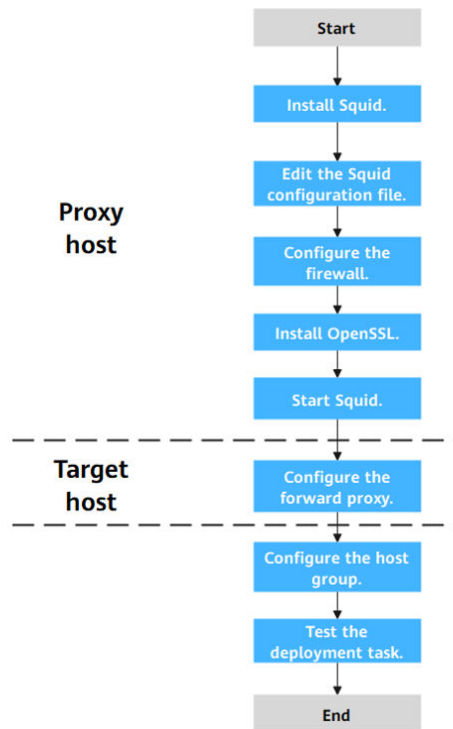 Start
Install Squid.
Edit the Squid
configuration file.
Proxy
host
Configure the
firewall.
Install OpenSSL.
Start Squid.
Target
host
Configure the
forward proxy.
Configure the host
group.
Test the
deployment task.
End